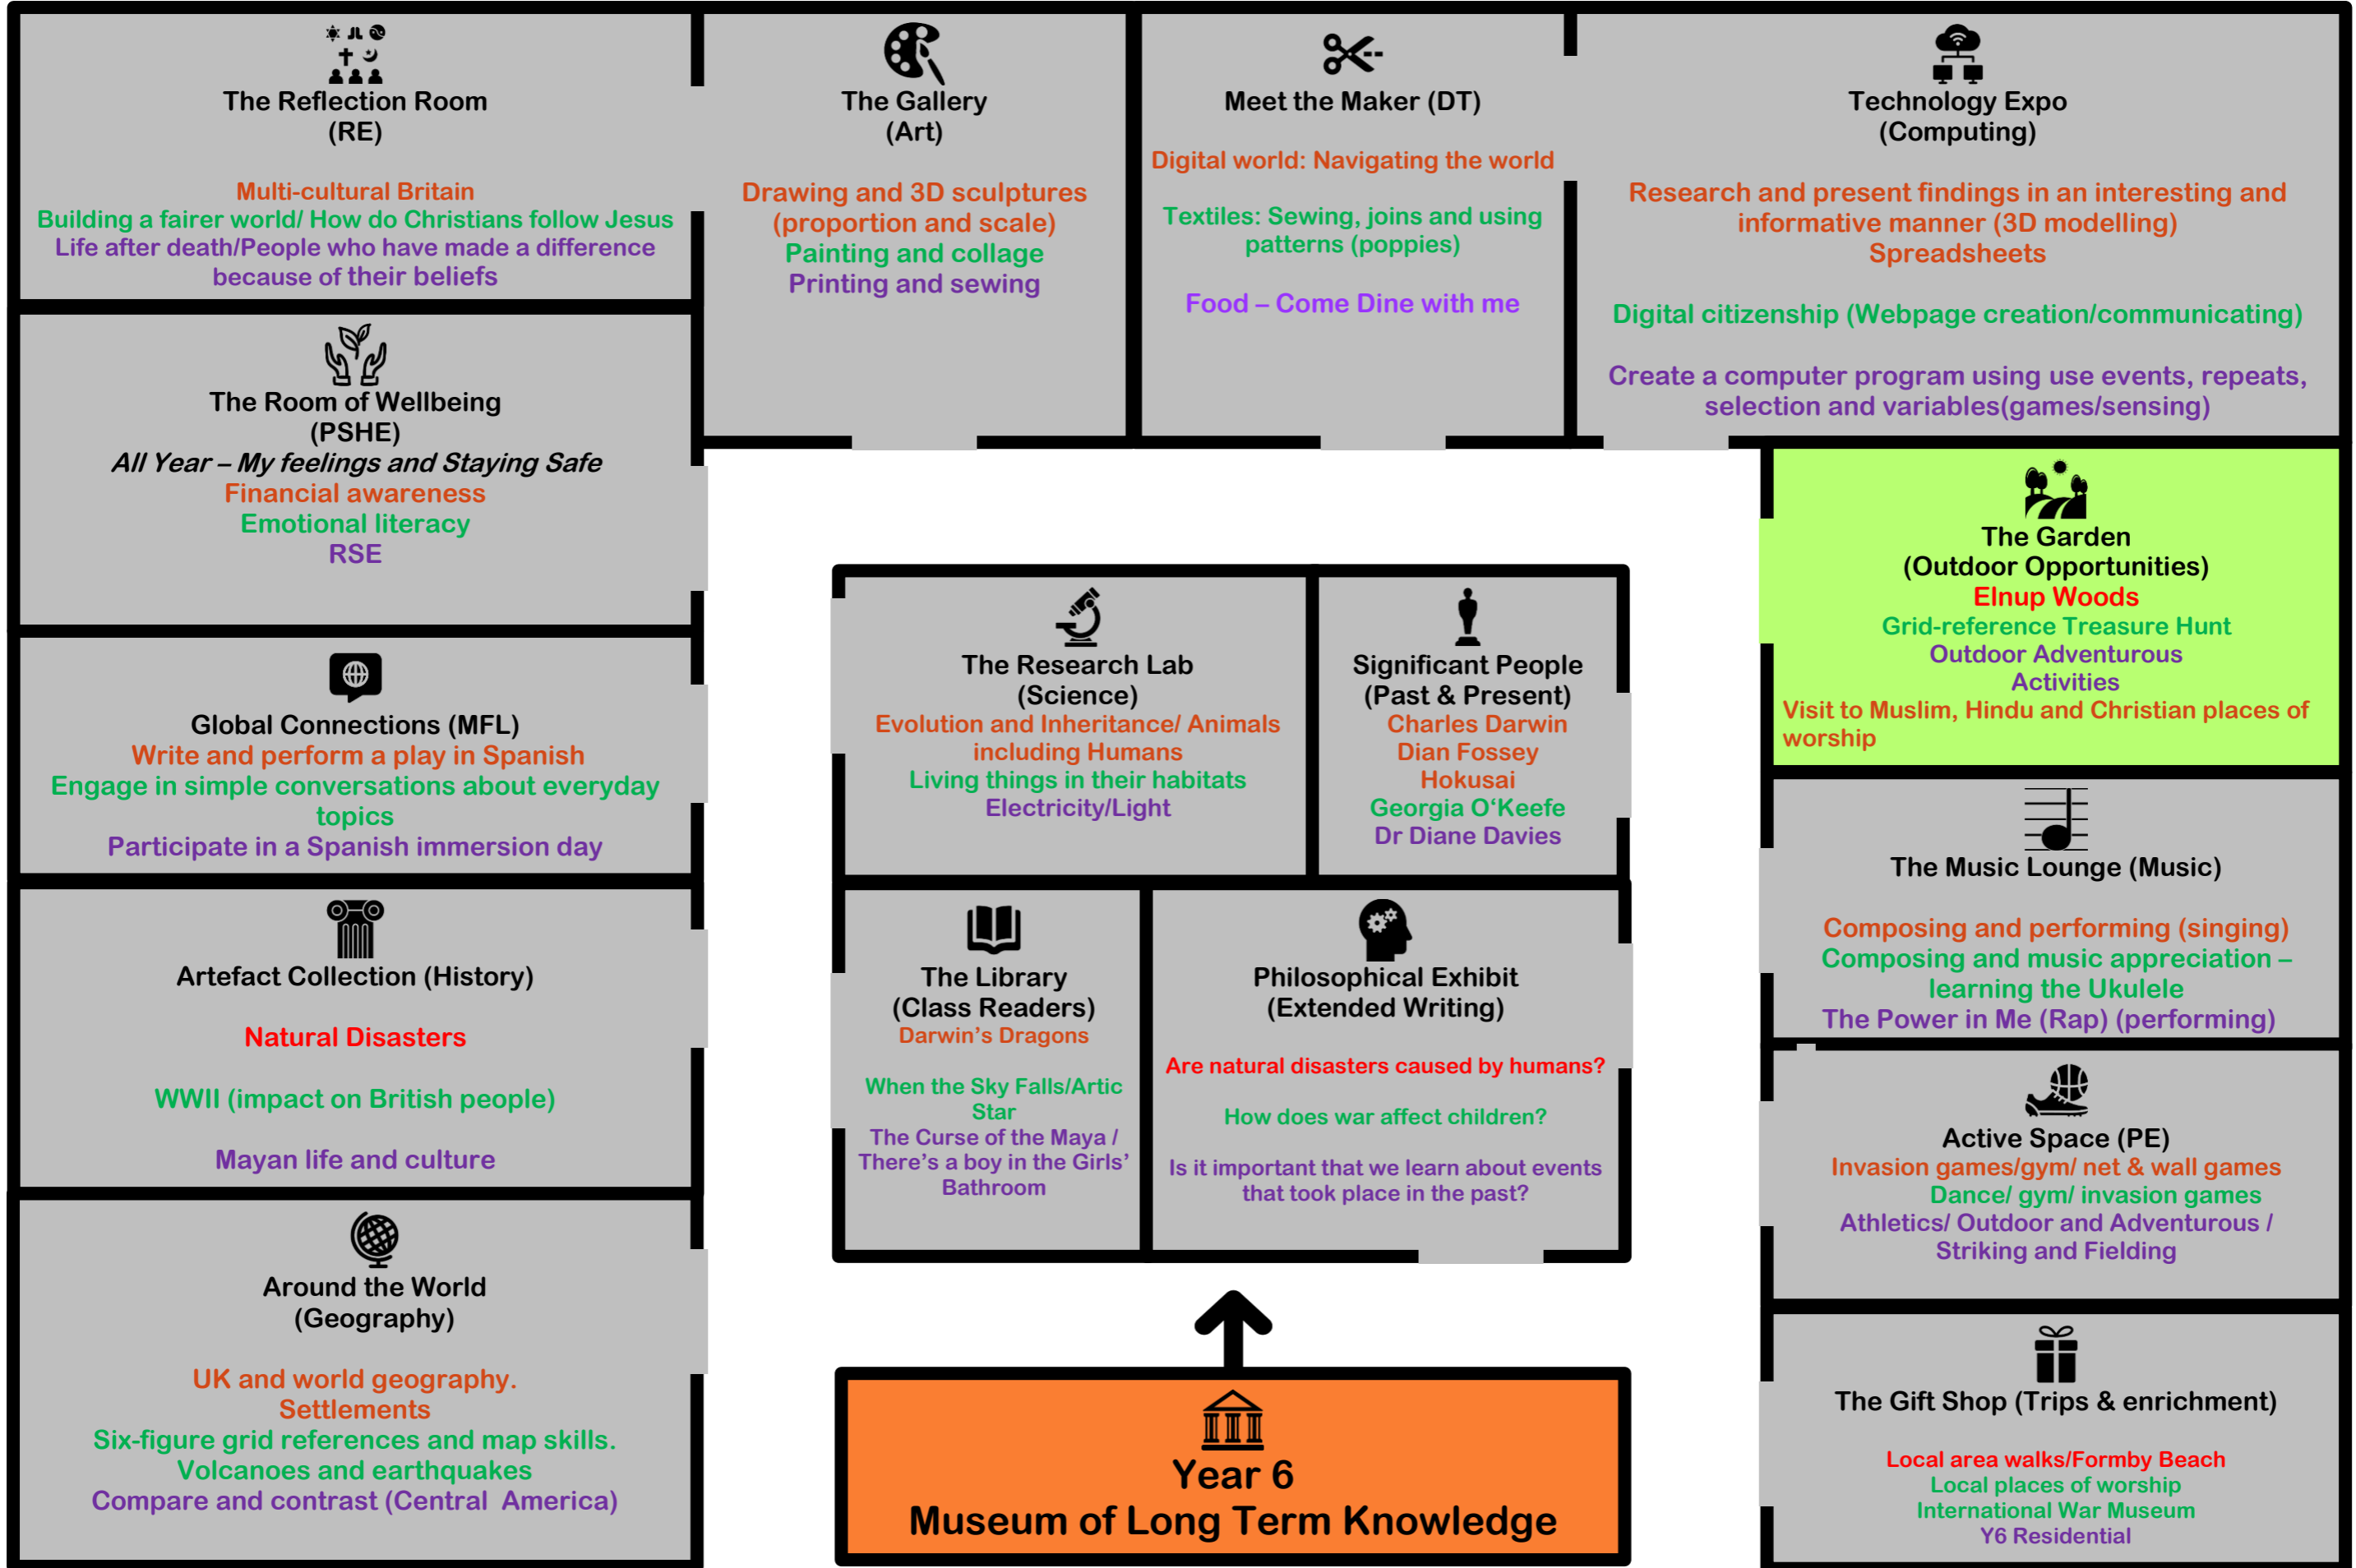 The Reflection Room
(RE)
Multi-cultural Britain
Building a fairer world/ How do Christians follow Jesus
Life after death/People who have made a difference
because of their beliefs
The Gallery
(Art)
Drawing and 3D sculptures
(proportion and scale)
Painting and collage
Printing and sewing
Meet the Maker (DT)
Digital world: Navigating the world
Textiles: Sewing, joins and using
patterns (poppies)
Food – Come Dine with me
Technology Expo
(Computing)
Research and present findings in an interesting and
informative manner (3D modelling)
Spreadsheets
Digital citizenship (Webpage creation/communicating)
Create a computer program using use events, repeats,
selection and variables(games/sensing)
The Room of Wellbeing
(PSHE)
All Year – My feelings and Staying Safe
Financial awareness
Emotional literacy
RSE
Global Connections (MFL)
Write and perform a play in Spanish
Engage in simple conversations about everyday
topics
Participate in a Spanish immersion day
Artefact Collection (History)
Natural Disasters
WWII (impact on British people)
Mayan life and culture
Around the World
(Geography)
UK and world geography.
Settlements
Six-figure grid references and map skills.
Volcanoes and earthquakes
Compare and contrast (Central America)
The Research Lab
(Science)
Evolution and Inheritance/ Animals
including Humans
Living things in their habitats
Electricity/Light
Significant People
(Past & Present)
Charles Darwin
Dian Fossey
Hokusai
Georgia O‘Keefe
Dr Diane Davies
The Library
(Class Readers)
Darwin’s Dragons
When the Sky Falls/Artic
Star
The Curse of the Maya /
There’s a boy in the Girls’
Bathroom
Philosophical Exhibit
(Extended Writing)
Are natural disasters caused by humans?
How does war affect children?
Is it important that we learn about events
that took place in the past?
Year 6
Museum of Long Term Knowledge
The Garden
(Outdoor Opportunities)
Elnup Woods
Grid-reference Treasure Hunt
Outdoor Adventurous
Activities
Visit to Muslim, Hindu and Christian places of
worship
The Music Lounge (Music)
Composing and performing (singing)
Composing and music appreciation –
learning the Ukulele
The Power in Me (Rap) (performing)
Active Space (PE)
Invasion games/gym/ net & wall games
Dance/ gym/ invasion games
Athletics/ Outdoor and Adventurous /
Striking and Fielding
The Gift Shop (Trips & enrichment)
Local area walks/Formby Beach
Local places of worship
International War Museum
Y6 Residential